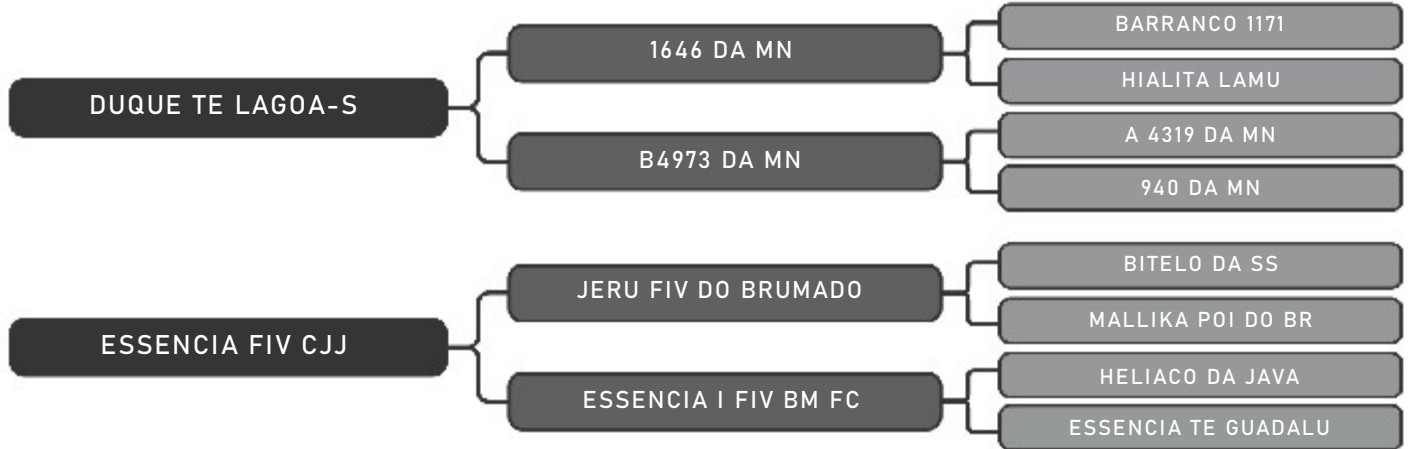 DUQUE TE LAGOA-S
1646 DA MN
BARRANCO 1171
HIALITA LAMU
B4973 DA MN
A 4319 DA MN
940 DA MN
ESSENCIA FIV CJJ
JERU FIV DO BRUMADO
BITELO DA SS
MALLIKA POI DO BR
ESSENCIA I FIV BM FC
HELIACO DA JAVA
ESSENCIA TE GUADALU